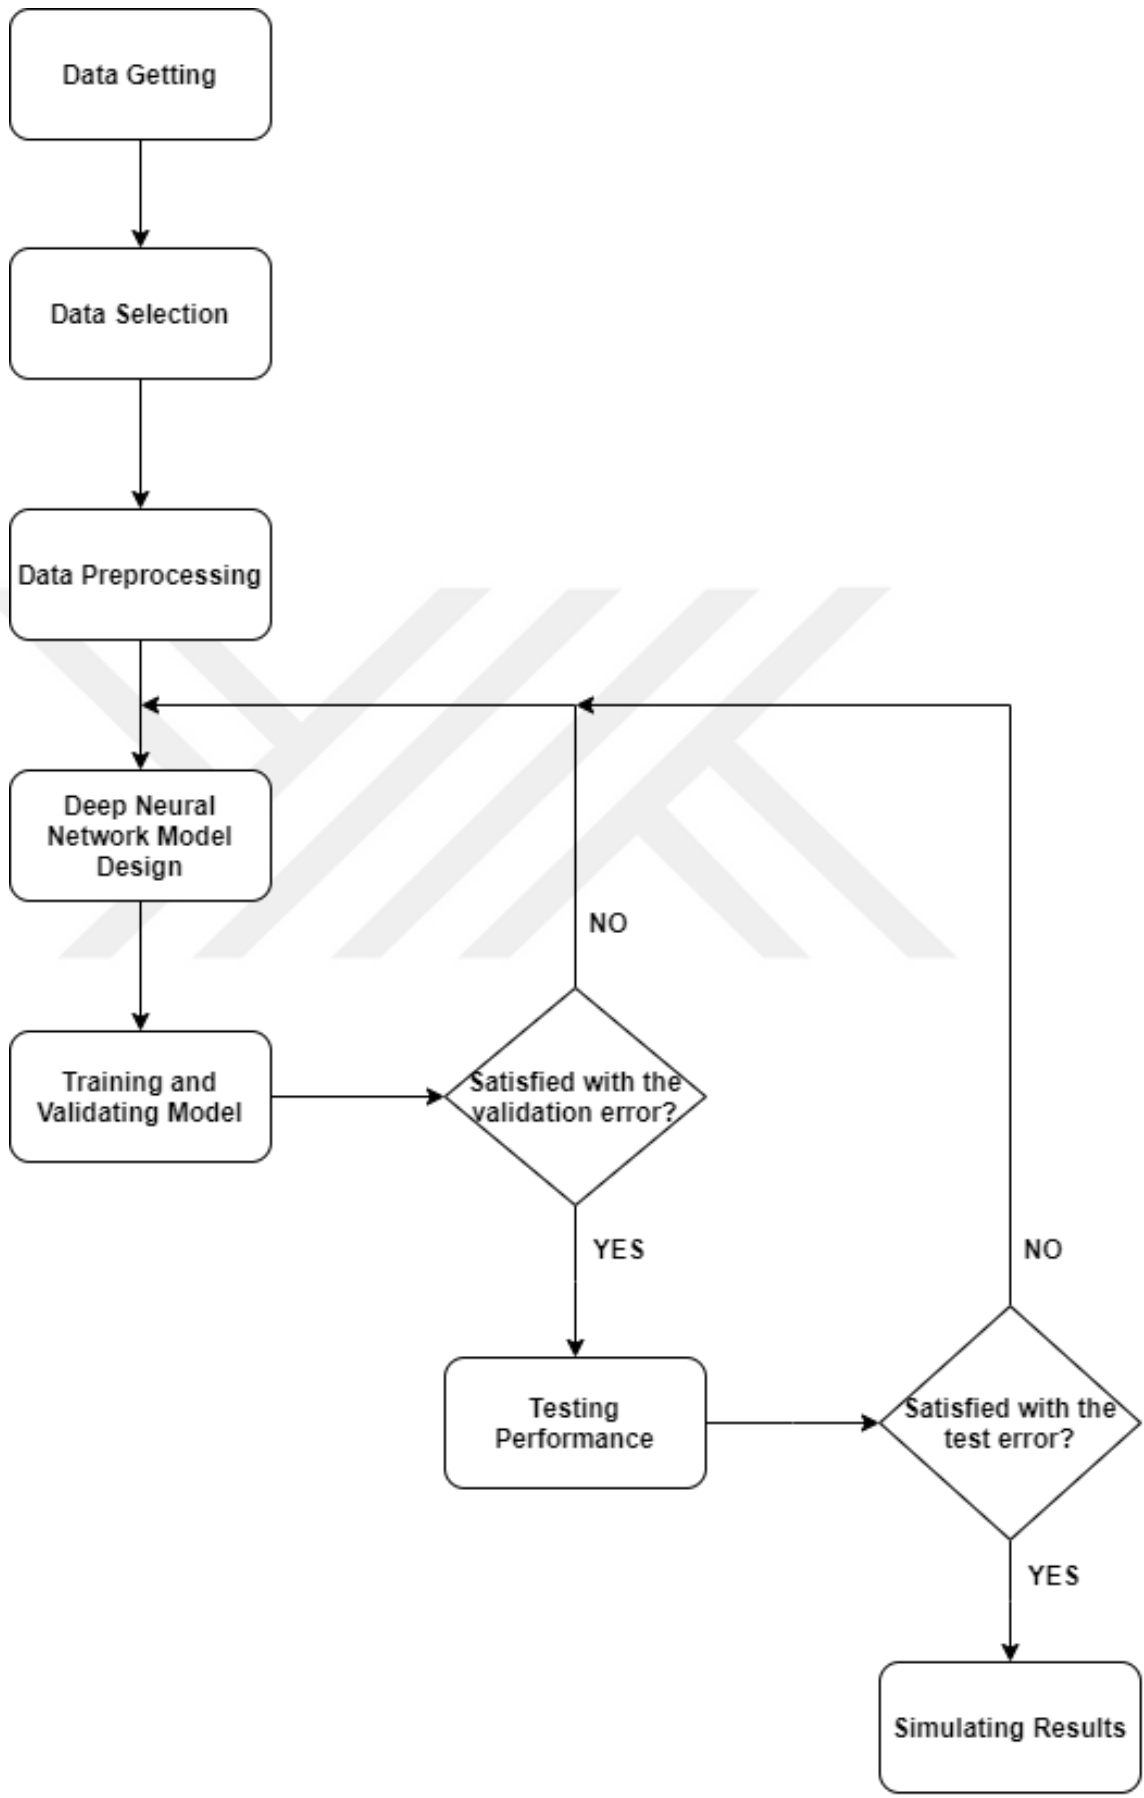 Data Getting
Data Selection
Data Preprocessing
Deep Neural
Network Model
Design
NO
Training and
Validating Model
Satisfied with the
validation error?
YES
NO
Testing
Performance
Satisfied with the
test error?
YES
Simulating Results